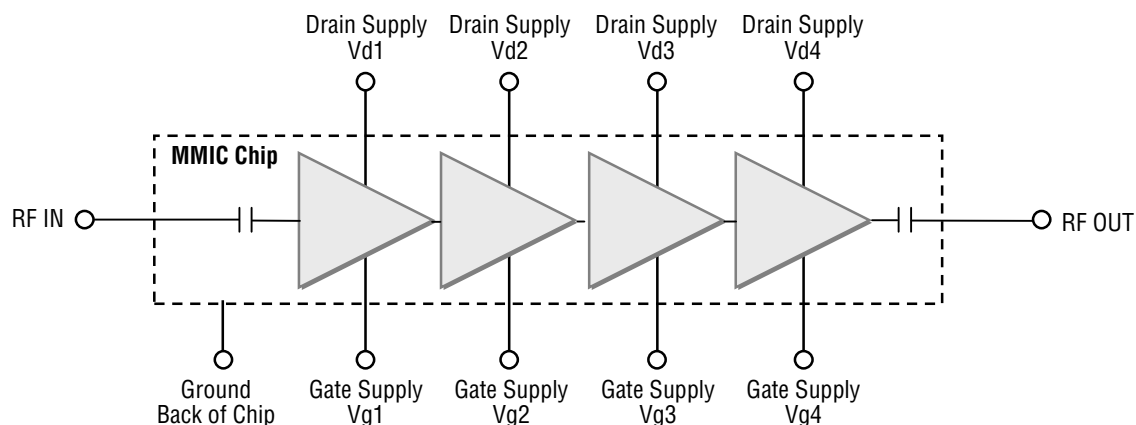 Drain Supply
Vd1
Drain Supply
Vd2
Drain Supply
Vd3
Drain Supply
Vd4
MMIC Chip
RF IN
RF OUT
Ground
Back of Chip
Gate Supply
Vg1
Gate Supply
Vg2
Gate Supply
Vg3
Gate Supply
Vg4